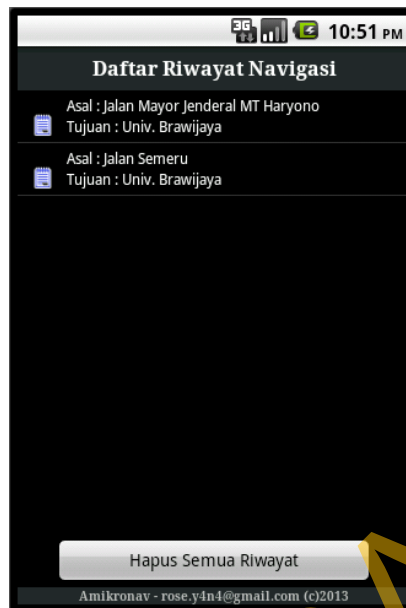 3G 10:51 PM
Daftar Riwayat Navigasi
Asal : Jalan Mayor Jenderal MT Haryono
Tujuan : Univ. Brawijaya
Asal : Jalan Semeru
Tujuan : Univ. Brawijaya
Hapus Semua Riwayat
Amikronav - rose.y4n4@gmail.com (c)2013